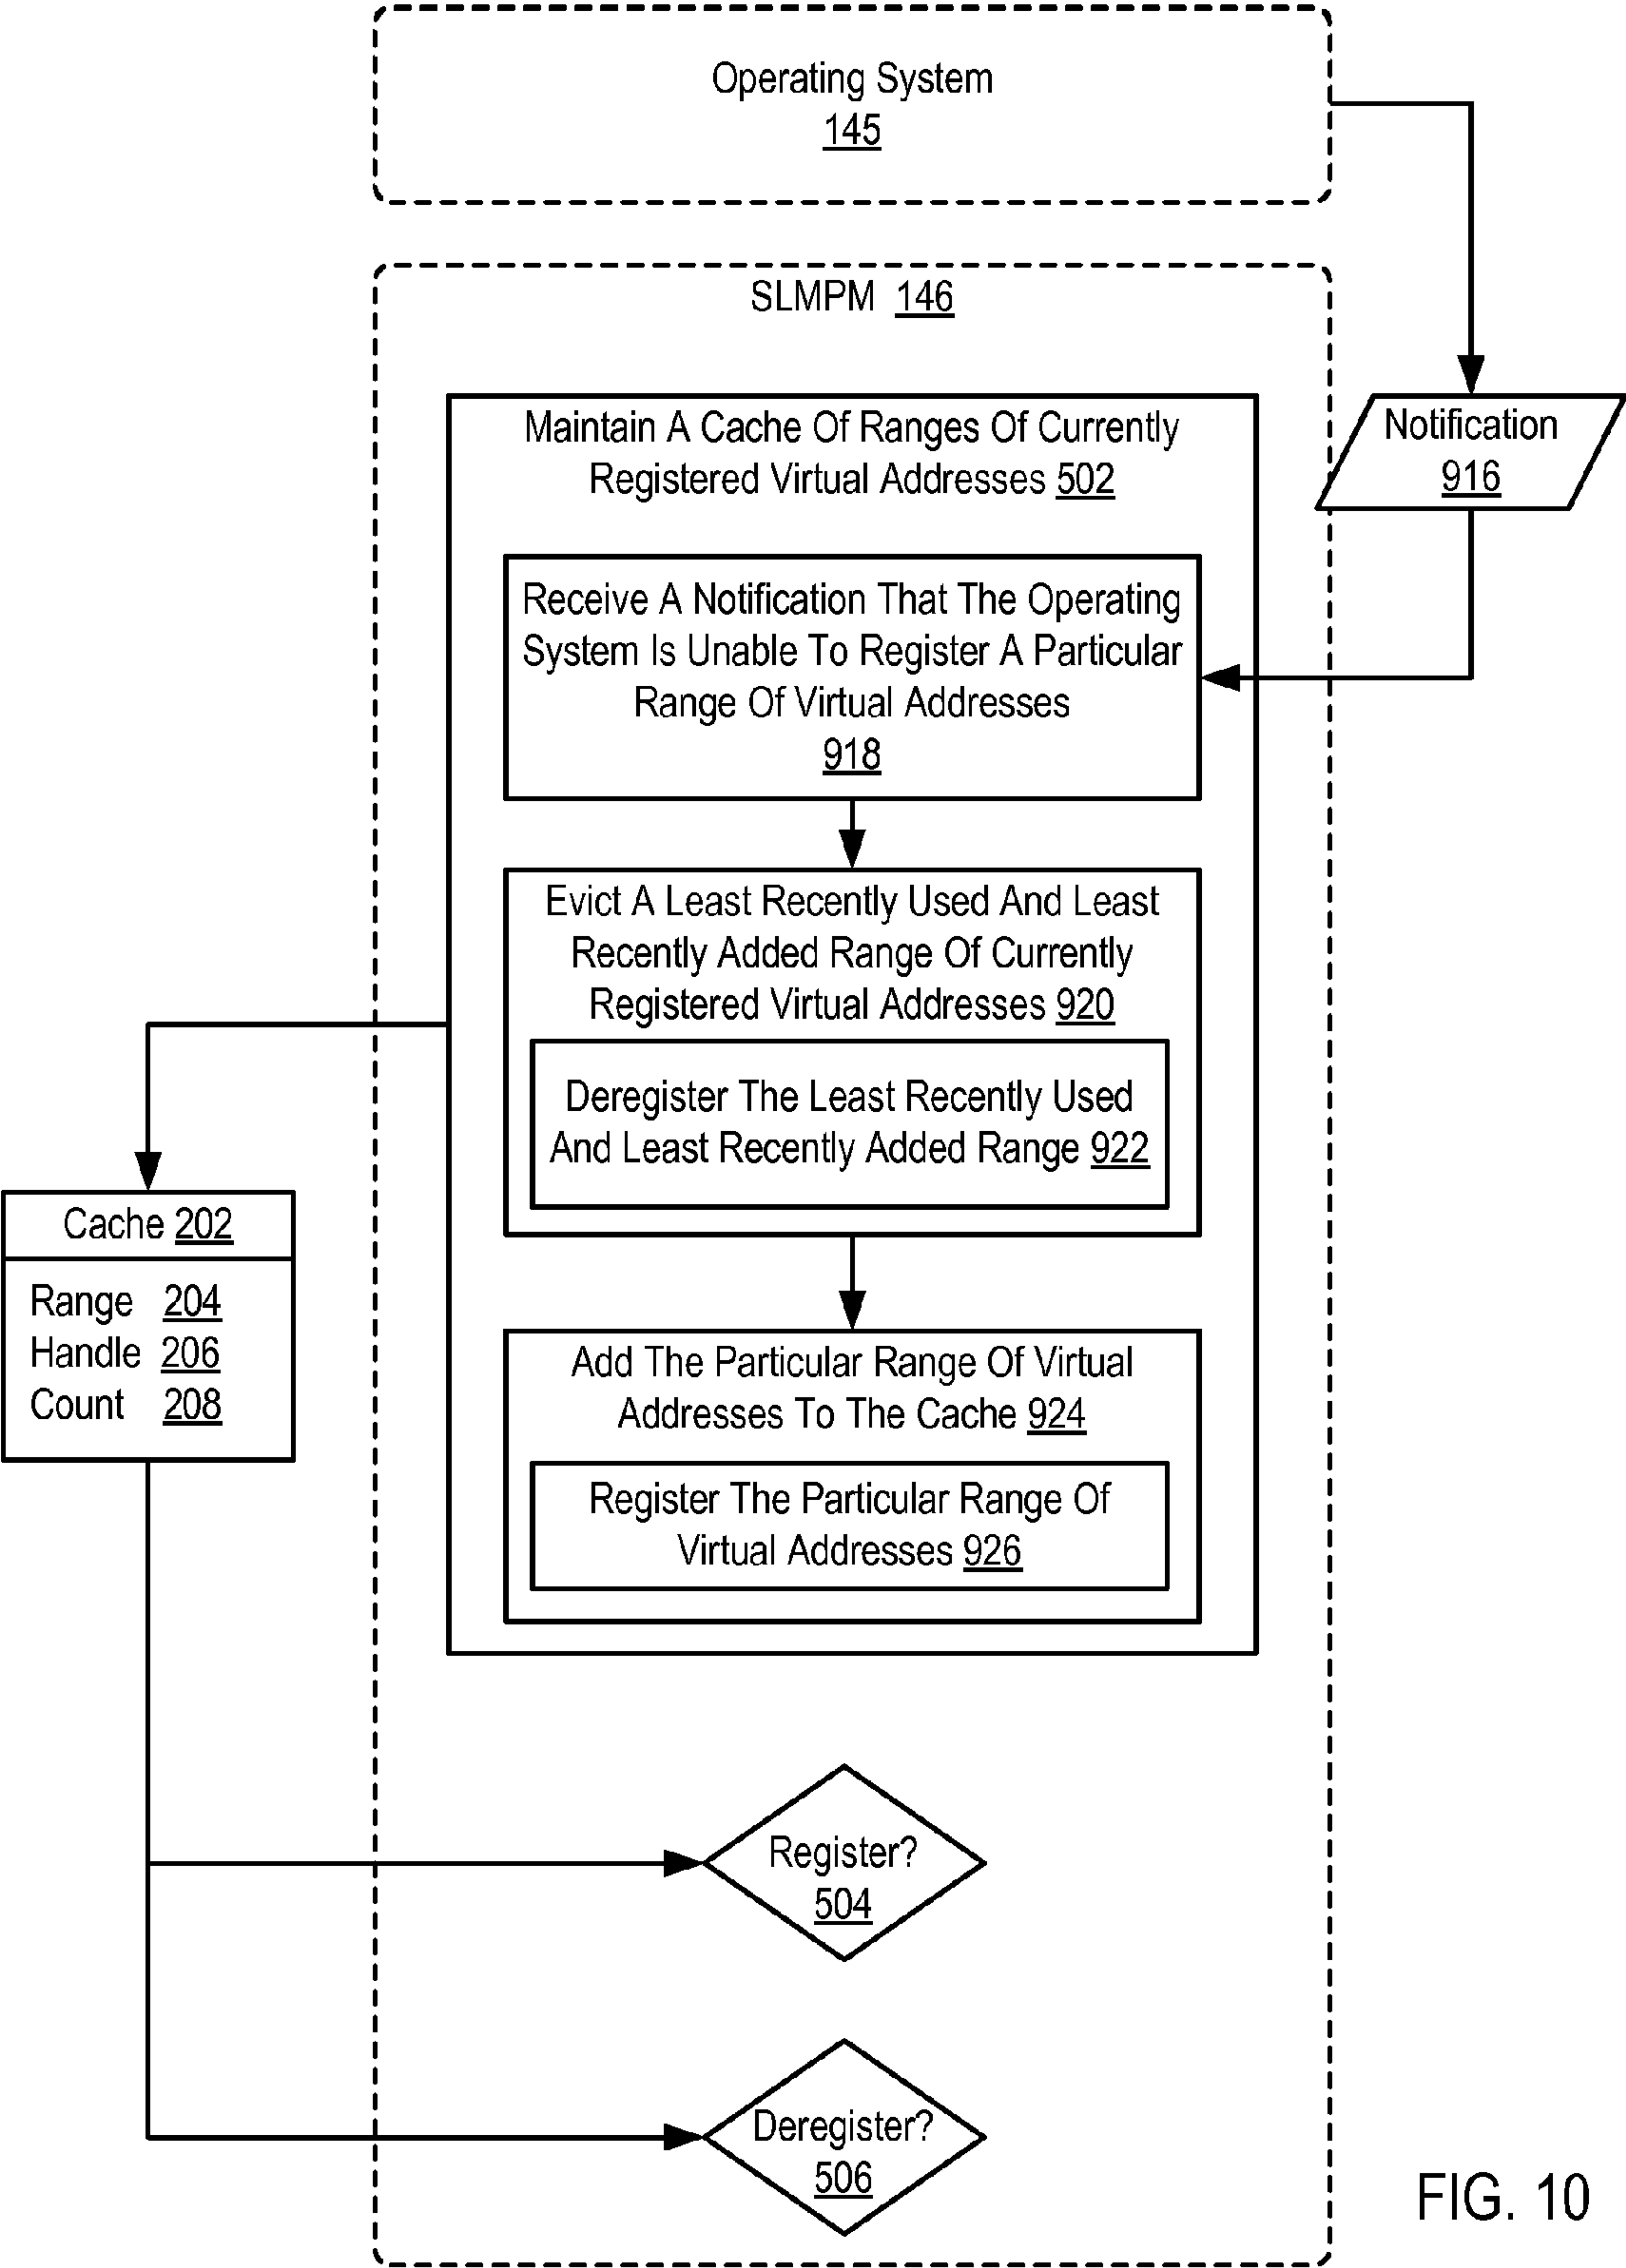 Operating System
145
SLMPM 146
Maintain A Cache Of Ranges Of Currently
Registered Virtual Addresses 502
Notification
916
Receive A Notification That The Operating
System Is Unable To Register A Particular
Range Of Virtual Addresses
918
Evict A Least Recently Used And Least
Recently Added Range Of Currently
Registered Virtual Addresses 920
Deregister The Least Recently Used
And Least Recently Added Range 922
Cache 202
Range 204
Handle 206
Count 208
Add The Particular Range Of Virtual
Addresses To The Cache 924
Register The Particular Range Of
Virtual Addresses 926
Register?
504
Deregister?
506
FIG. 10